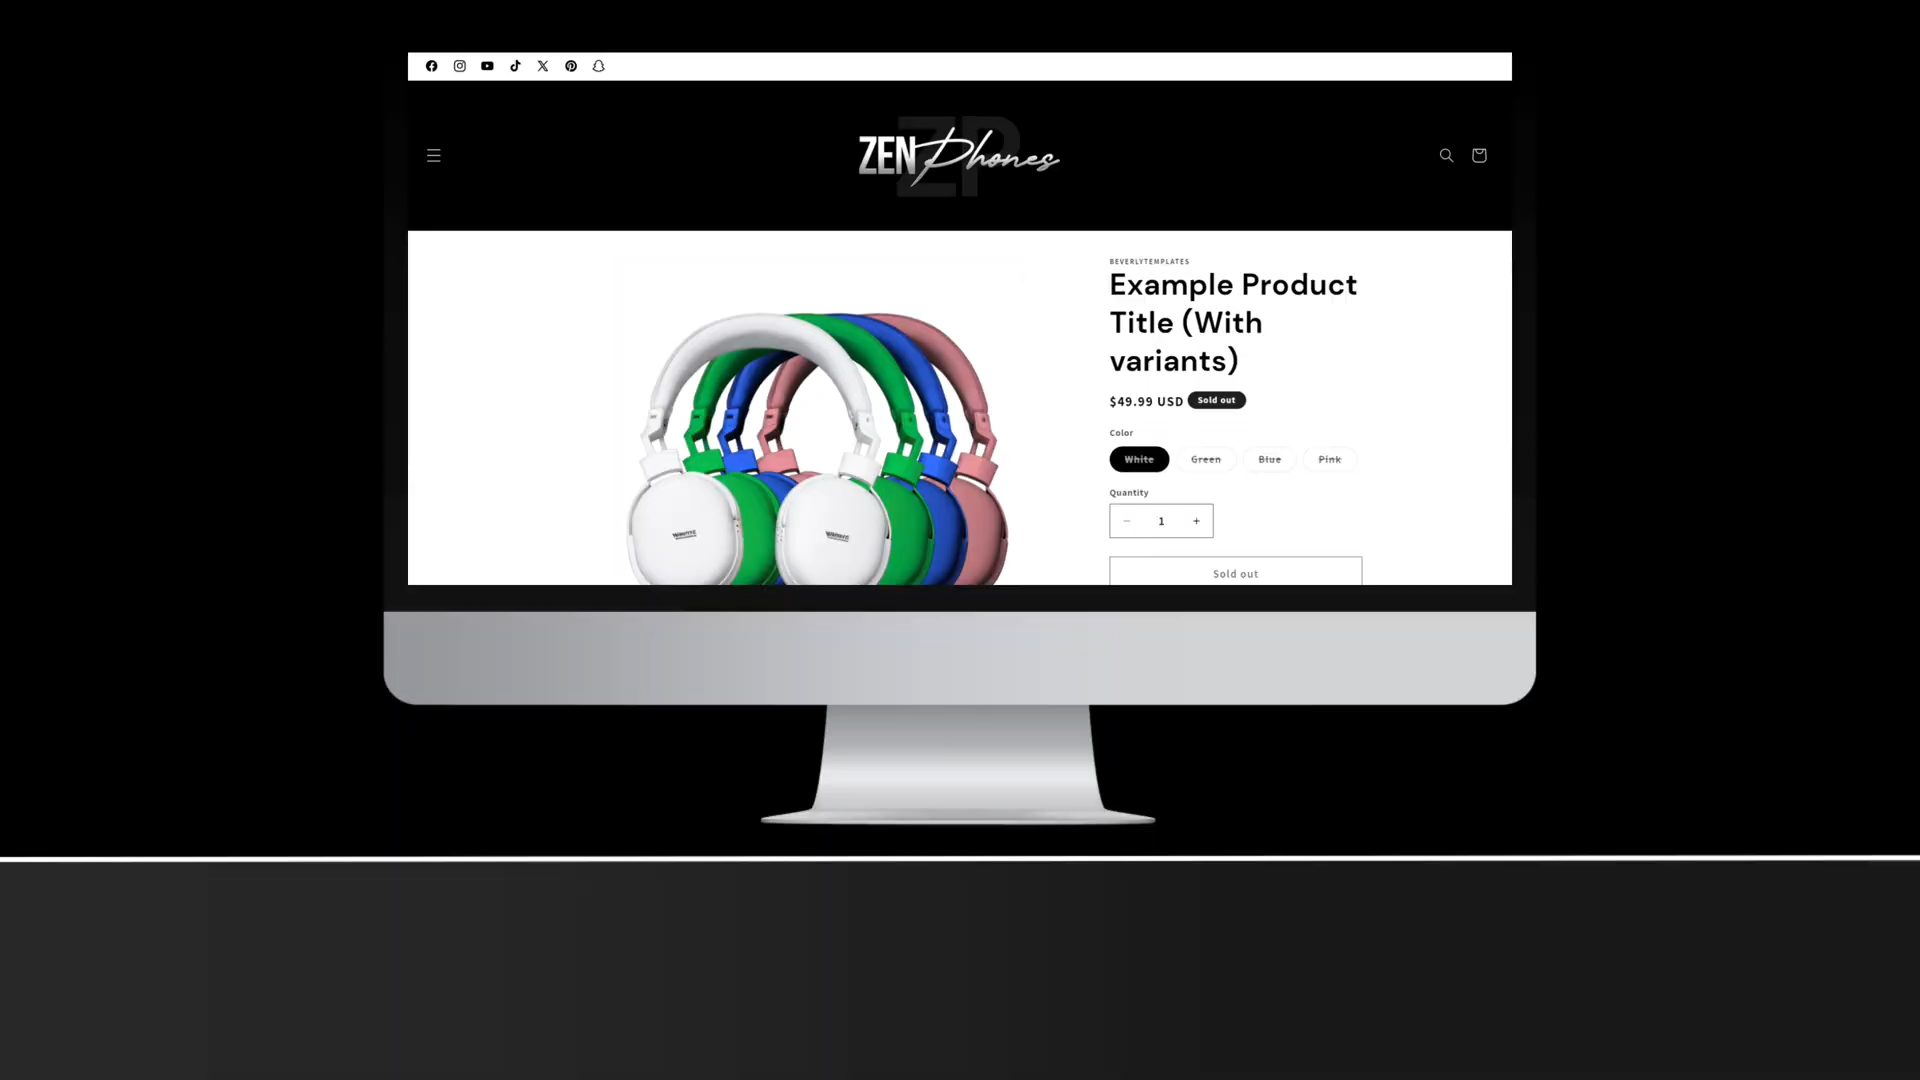 ZP
ZEN Phones
BEVERLYTEMPLATES
Example Product
Title (With
variants)
$49.99 USD Sold out
Color
White Green Blue Pink
Quantity
− 1 +
Sold out